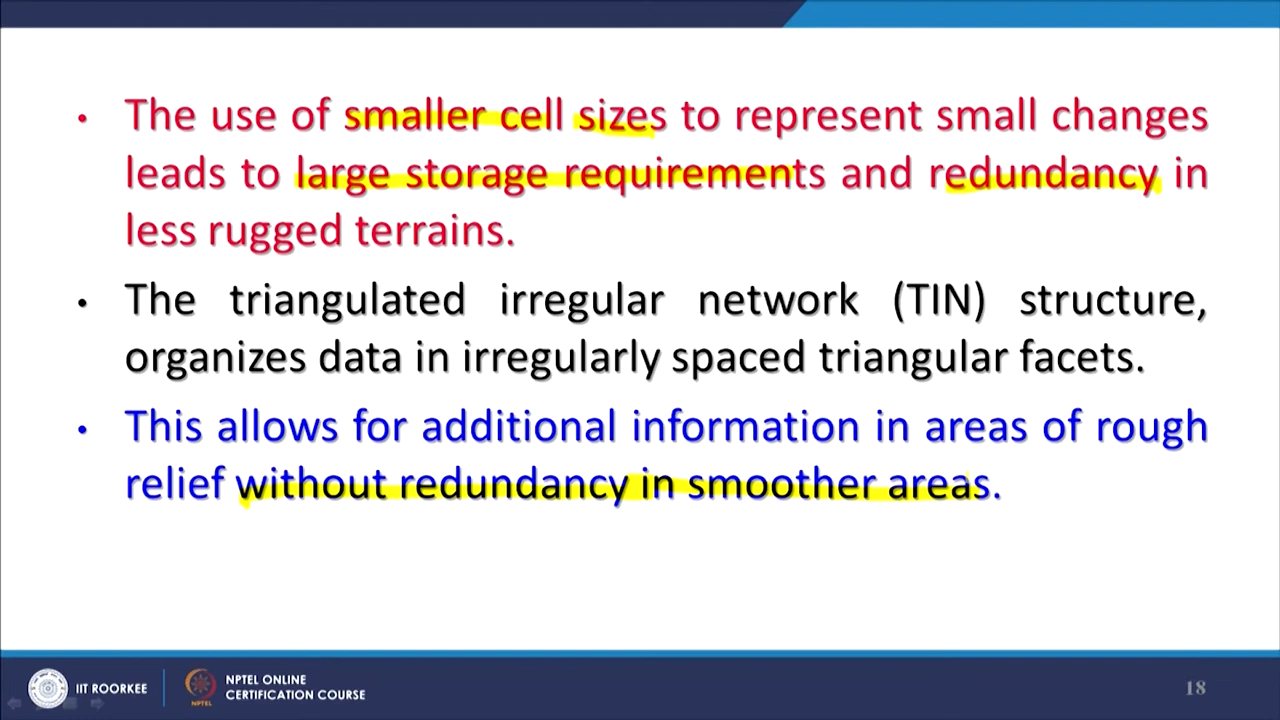 • The use of smaller cell sizes to represent small changes
leads to large storage requirements and redundancy in
less rugged terrains.
• The triangulated irregular network (TIN) structure,
organizes data in irregularly spaced triangular facets.
• This allows for additional information in areas of rough
relief without redundancy in smoother areas.
IIT ROORKEE
NPTEL
NPTEL ONLINE
CERTIFICATION COURSE
18